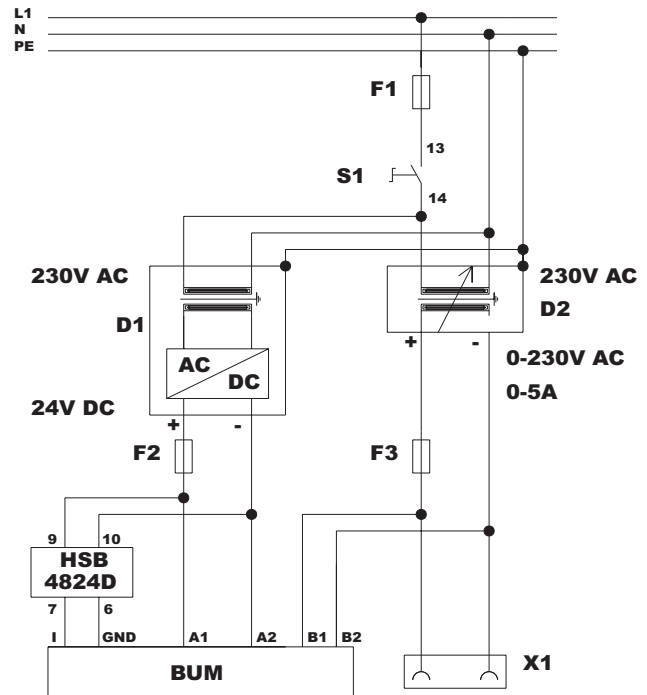 L1
N
PE
F1
13
S1
14
230V AC
230V AC
D1
D2
AC
DC
+ -
0-230V AC
0-5A
24V DC
+ -
F2
F3
9 10
HSB
4824D
7 6
I GND A1 A2 B1 B2
BUM
X1